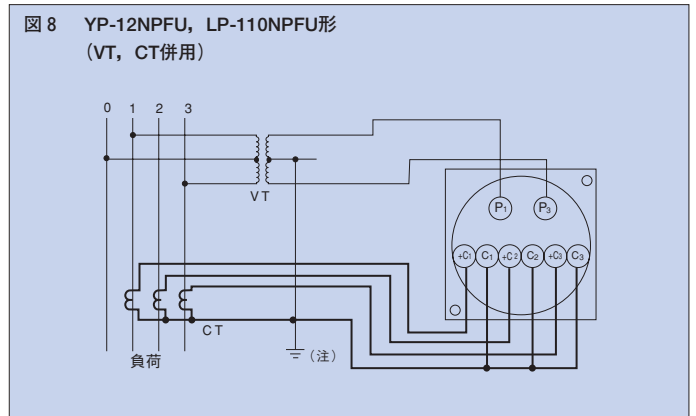 図8 YP-12NPFU，LP-110NPFU形
（VT，CT併用）
0 1 2 3
VT
P1 P3
+C1 C1 +C2 C2 +C3 C3
CT
負荷
（注）